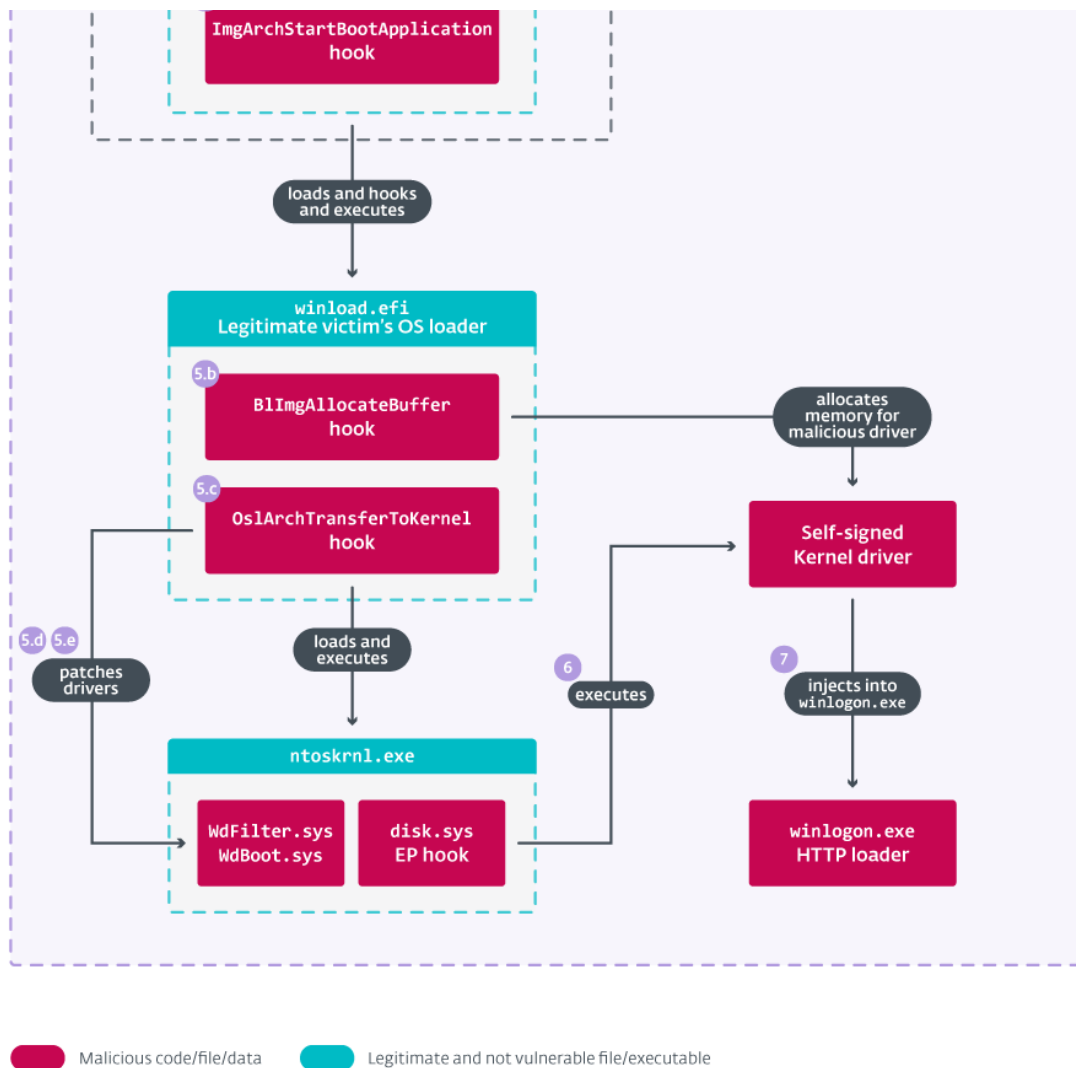 ImgArchStartBootApplication
hook
loads and hooks
and executes
winload.efi
Legitimate victim's OS loader
5.b
BlImgAllocateBuffer
hook
allocates
memory for
malicious driver
5.c
OslArchTransferToKernel
hook
Self-signed
Kernel driver
5.d 5.e
patches
drivers
loads and
executes
6
executes
7
injects into
winlogon.exe
ntoskrnl.exe
WdFilter.sys
WdBoot.sys
disk.sys
EP hook
winlogon.exe
HTTP loader
Malicious code/file/data
Legitimate and not vulnerable file/executable